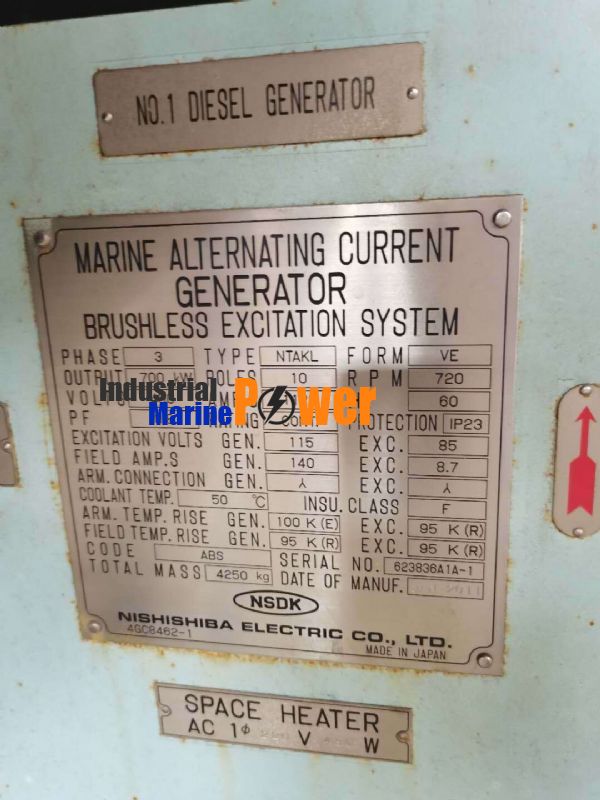 NO.1 DIESEL GENERATOR
MARINE ALTERNATING CURRENT
GENERATOR
BRUSHLESS EXCITATION SYSTEM
PHASE 3 TYPE NTAKL FORM VE
OUTPUT 700 kW POLES 10 RPM 720
60
PF PROTECTION IP23
Industrial
Marine Power
EXCITATION VOLTS GEN. 115 EXC. 85
FIELD AMP.S GEN. 140 EXC. 8.7
ARM. CONNECTION GEN. ⅄ EXC. ⅄
COOLANT TEMP. 50 ℃ INSU. CLASS F
ARM. TEMP. RISE GEN. 100 K (E) EXC. 95 K (R)
FIELD TEMP. RISE GEN. 95 K (R) EXC. 95 K (R)
CODE ABS SERIAL NO. 623836A1A-1
TOTAL MASS 4250 kg DATE OF MANUF. 2011
NSDK
NISHISHIBA ELECTRIC CO., LTD.
4GC8462-1 MADE IN JAPAN
SPACE HEATER
AC 1φ V W